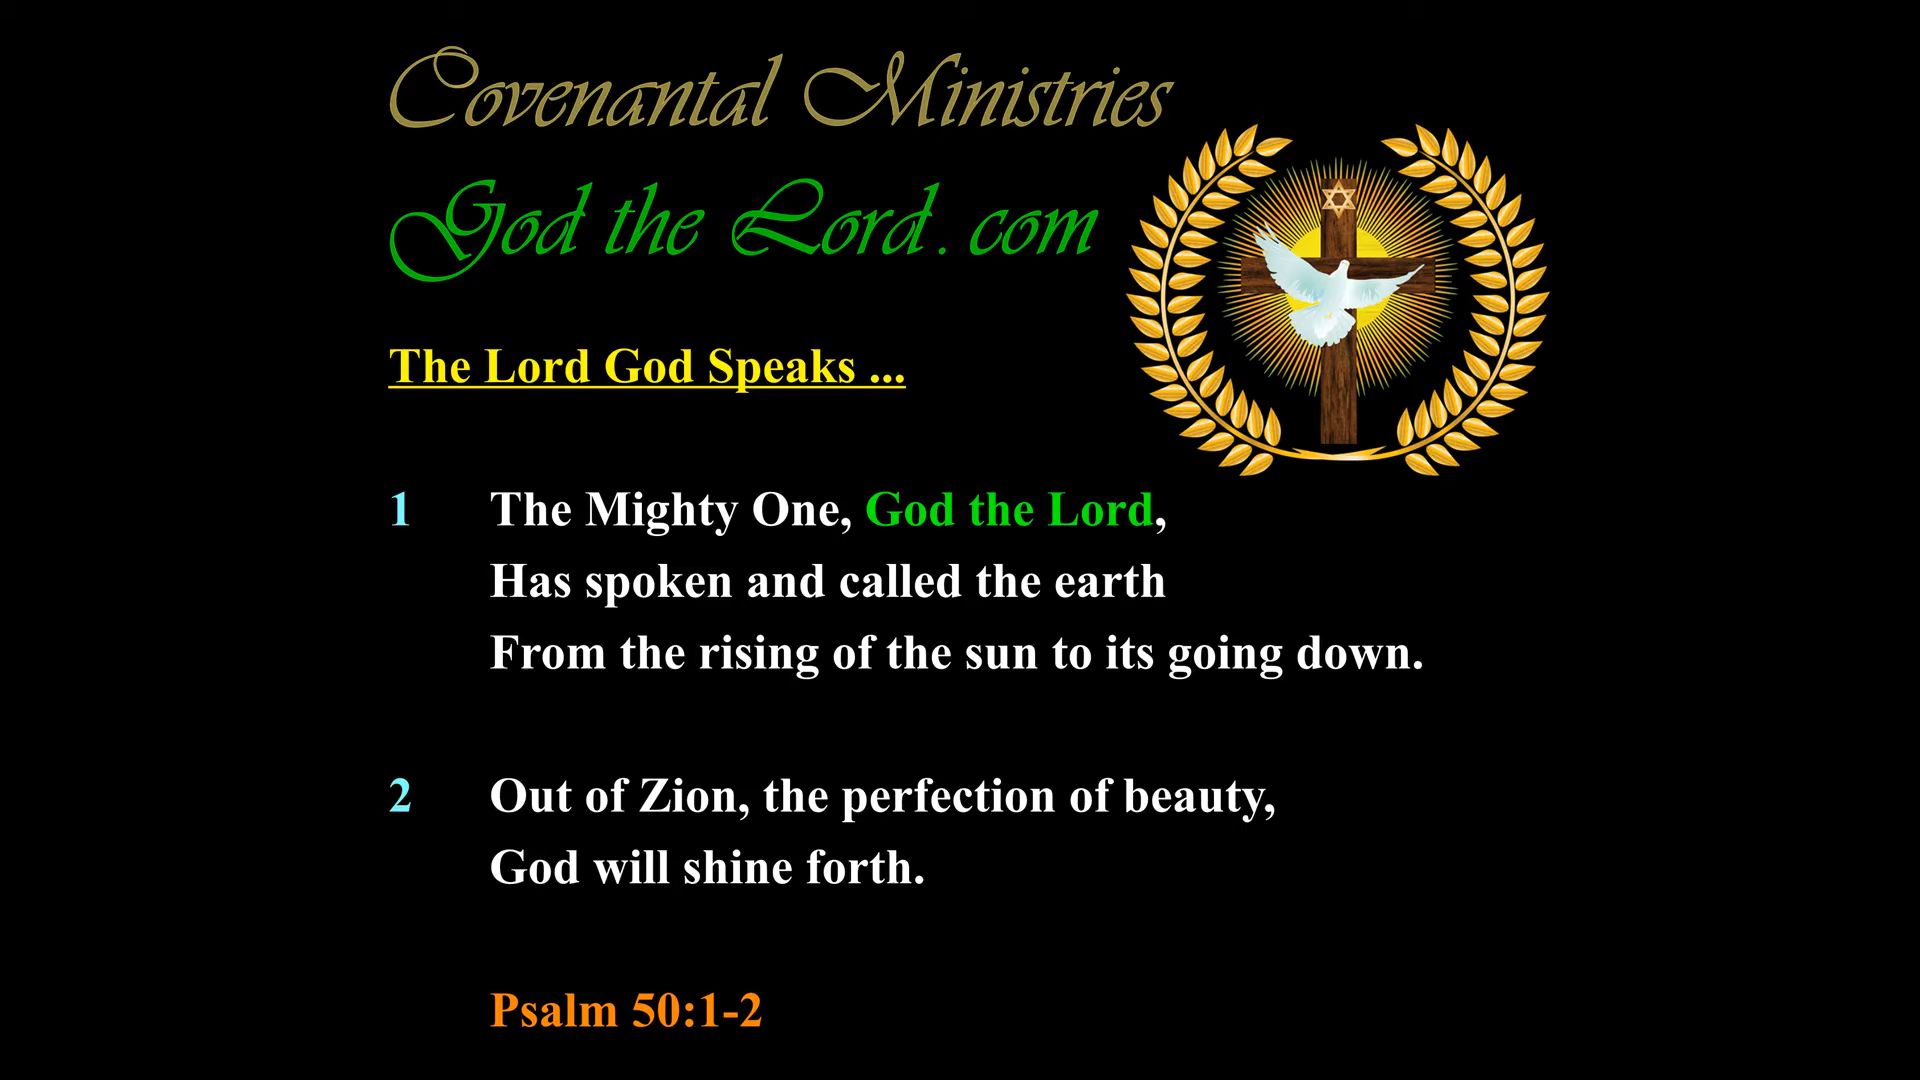 Covenantal Ministries
God the Lord.com
The Lord God Speaks ...
1 The Mighty One, God the Lord,
Has spoken and called the earth
From the rising of the sun to its going down.
2 Out of Zion, the perfection of beauty,
God will shine forth.
Psalm 50:1-2